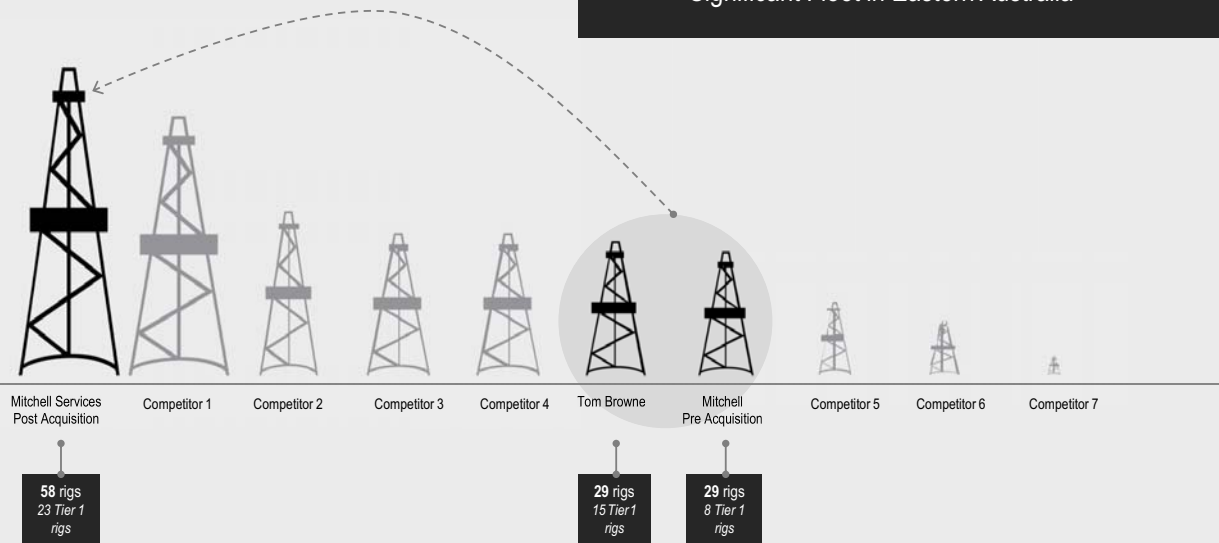 Significant Fleet in Eastern Australia
Mitchell Services
Post Acquisition
Competitor 1
Competitor 2
Competitor 3
Competitor 4
Tom Browne
Mitchell
Pre Acquisition
Competitor 5
Competitor 6
Competitor 7
58 rigs
23 Tier 1
rigs
29 rigs
15 Tier 1
rigs
29 rigs
8 Tier 1
rigs